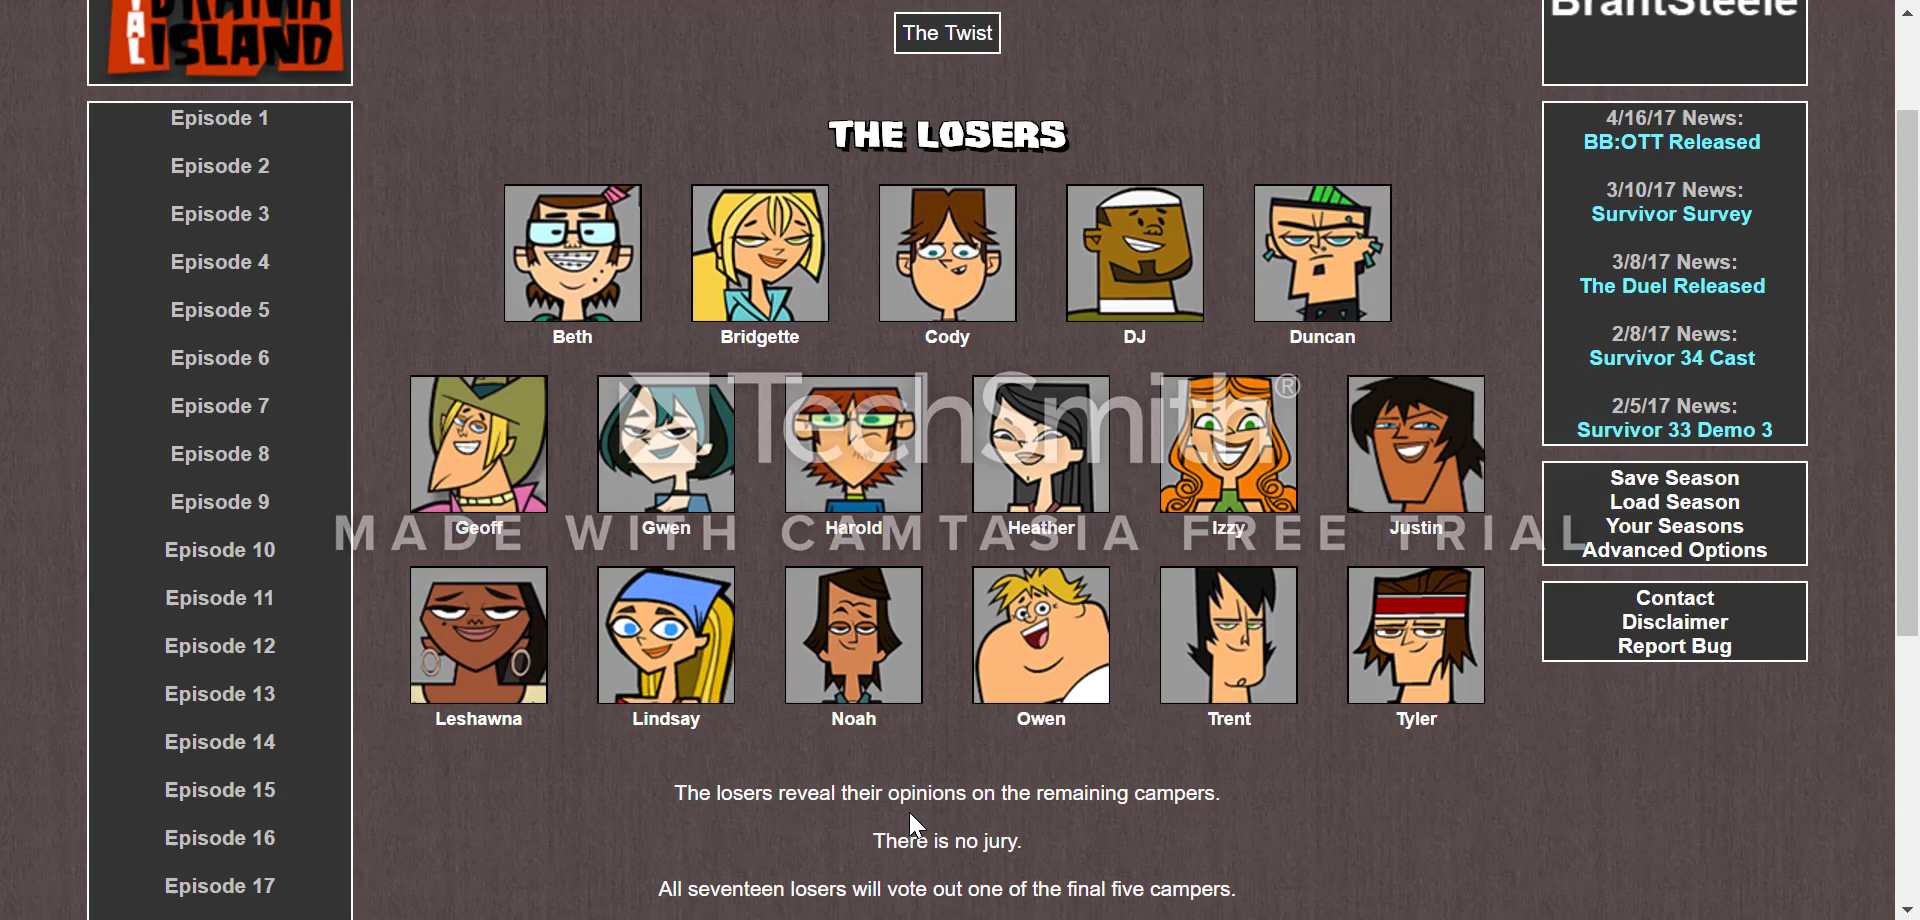 DRAMA
ISLAND
The Twist
BrantSteele
Episode 1
Episode 2
Episode 3
Episode 4
Episode 5
Episode 6
Episode 7
Episode 8
Episode 9
Episode 10
Episode 11
Episode 12
Episode 13
Episode 14
Episode 15
Episode 16
Episode 17
THE LOSERS
Beth Bridgette Cody DJ Duncan
Geoff Gwen Harold Heather Izzy Justin
TechSmith®
MADE WITH CAMTASIA FREE TRIAL
Leshawna Lindsay Noah Owen Trent Tyler
The losers reveal their opinions on the remaining campers.
There is no jury.
All seventeen losers will vote out one of the final five campers.
4/16/17 News:
BB:OTT Released
3/10/17 News:
Survivor Survey
3/8/17 News:
The Duel Released
2/8/17 News:
Survivor 34 Cast
2/5/17 News:
Survivor 33 Demo 3
Save Season
Load Season
Your Seasons
Advanced Options
Contact
Disclaimer
Report Bug